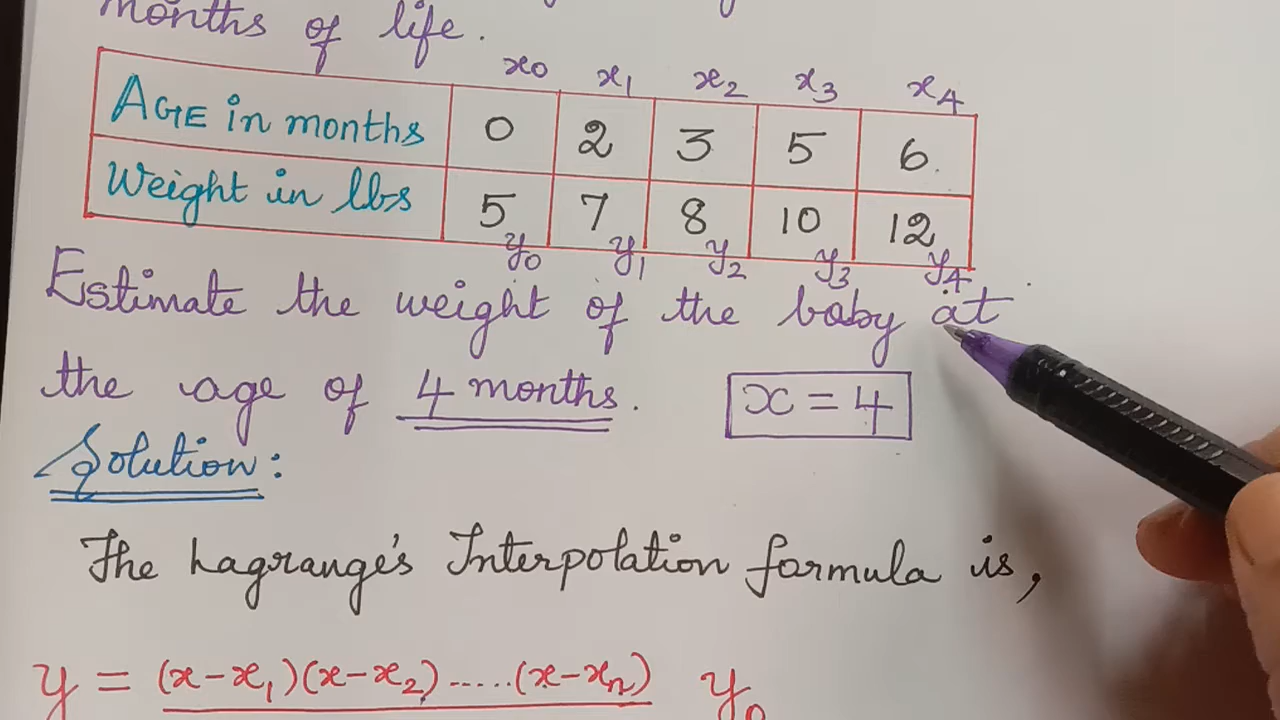 months of life.
x0 x1 x2 x3 x4
AGE in months 0 2 3 5 6
Weight in lbs 5 7 8 10 12
y0 y1 y2 y3 y4
Estimate the weight of the baby at
the age of 4 months. x = 4
Solution:
The Lagrange's Interpolation formula is,
y = (x-x1)(x-x2).....(x-xn) y0